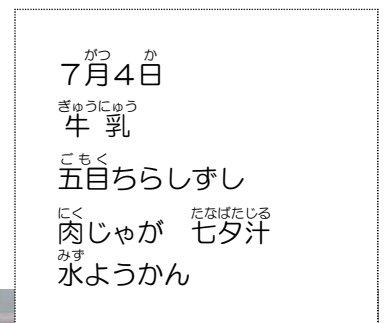 がつ か
７月４日
ぎゅうにゅう
牛 乳
ごもく
五目ちらしずし
にく たなばたじる
肉じゃが 七夕汁
みず
水ようかん